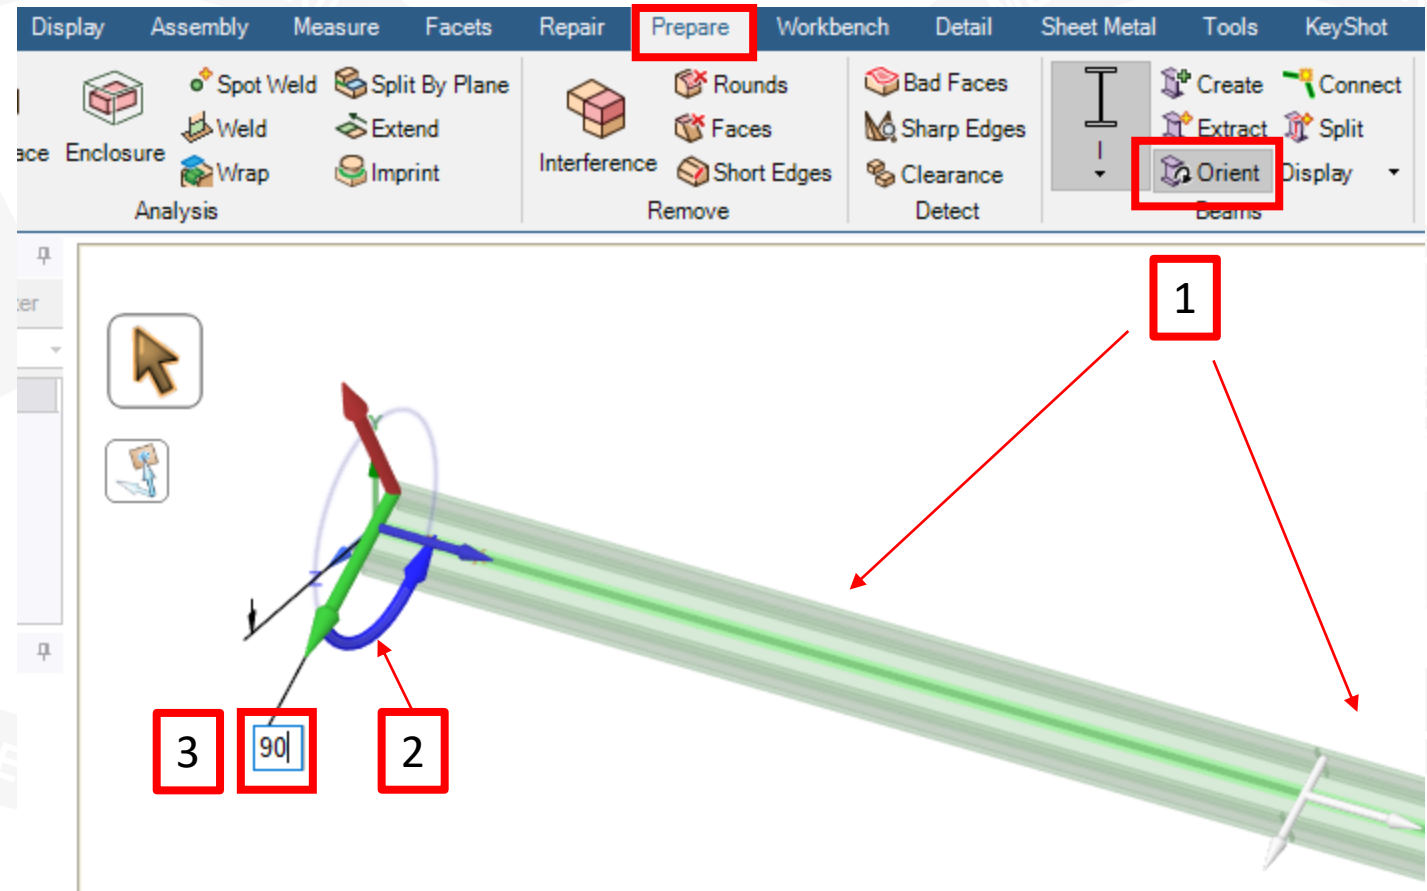 Display Assembly Measure Facets Repair Prepare Workbench Detail Sheet Metal Tools KeyShot
Spot Weld Split By Plane Rounds Bad Faces Create Connect
Weld Extend Faces Sharp Edges Extract Split
Enclosure Wrap Imprint Interference Short Edges Clearance Orient Display
Analysis Remove Detect Beams
1
Y
Z
3 90 2